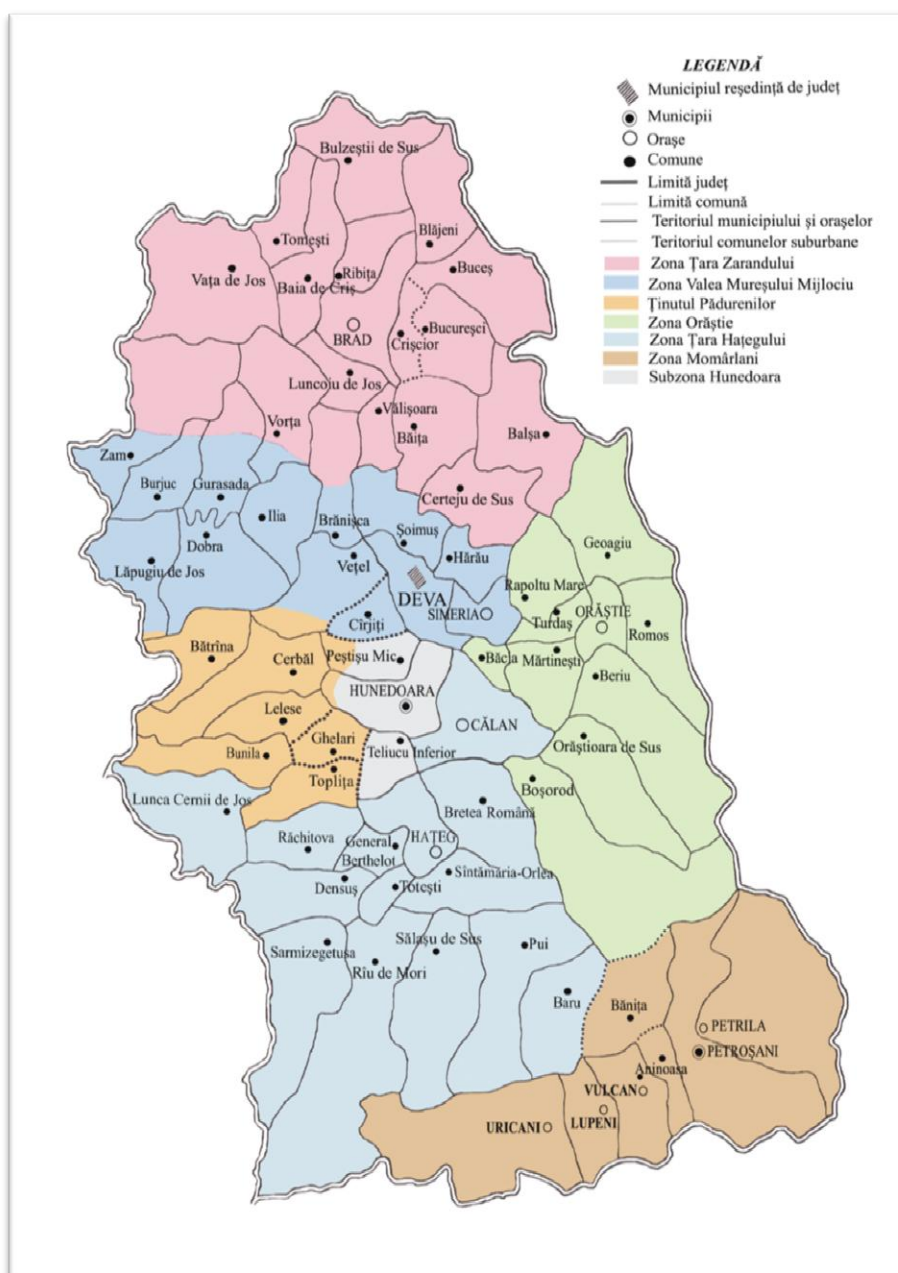 LEGENDĂ
Municipiul reședință de județ
Municipii
Orașe
Comune
Limită județ
Limită comună
Teritoriul municipiului și orașelor
Teritoriul comunelor suburbane
Zona Țara Zarandului
Zona Valea Mureșului Mijlociu
Ținutul Pădurenilor
Zona Orăștie
Zona Țara Hațegului
Zona Momârlani
Subzona Hunedoara
Bulzeștii de Sus
Tomești
Blăjeni
Vața de Jos
Baia de Criș
Ribița
Buceș
BRAD
Crișcior
Bucureșci
Luncoiu de Jos
Vălișoara
Vorța
Băița
Balșa
Zam
Certeju de Sus
Burjuc
Gurasada
Ilia
Brănișca
Șoimuș
Dobra
Vețel
Hărău
Geoagiu
Lăpugiu de Jos
DEVA
Rapoltu Mare
ORĂȘTIE
SIMERIA
Turdaș
Romos
Cîrjiți
Bătrîna
Cerbăl
Peștișu Mic
Băcia
Mărtinești
Beriu
HUNEDOARA
Lelese
CĂLAN
Ghelari
Teliucu Inferior
Orăștioara de Sus
Bunila
Toplița
Boșorod
Lunca Cernii de Jos
Bretea Română
Răchitova
General
Berthelot
HAȚEG
Densuș
Totești
Sîntămăria-Orlea
Sarmizegetusa
Sălașu de Sus
Pui
Rîu de Mori
Baru
Bănița
PETRILA
PETROȘANI
Aninoasa
VULCAN
URICANI
LUPENI